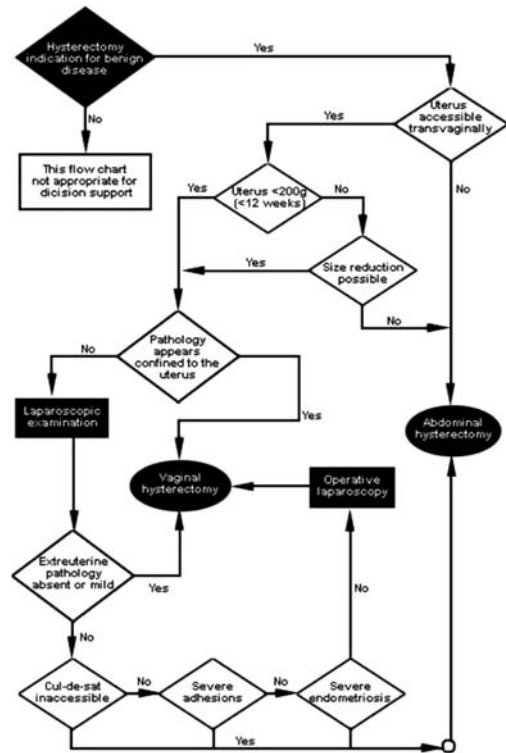 Hysterectomy
indication for benign
disease
Yes
No
This flow chart
not appropriate for
dicision support
Uterus
accessible
transvaginally
Yes
No
Uterus <200g
(<12 weeks)
Yes
No
Size reduction
possible
Yes
No
Pathology
appears
confined to the
uterus
No
Yes
Laparoscopic
examination
Abdominal
hysterectomy
Vaginal
hysterectomy
Operative
laparoscopy
Extreuterine
pathology
absent or mild
Yes
No
No
Cul-de-sat
inaccessible
No
Severe
adhesions
No
Severe
endometriosis
Yes